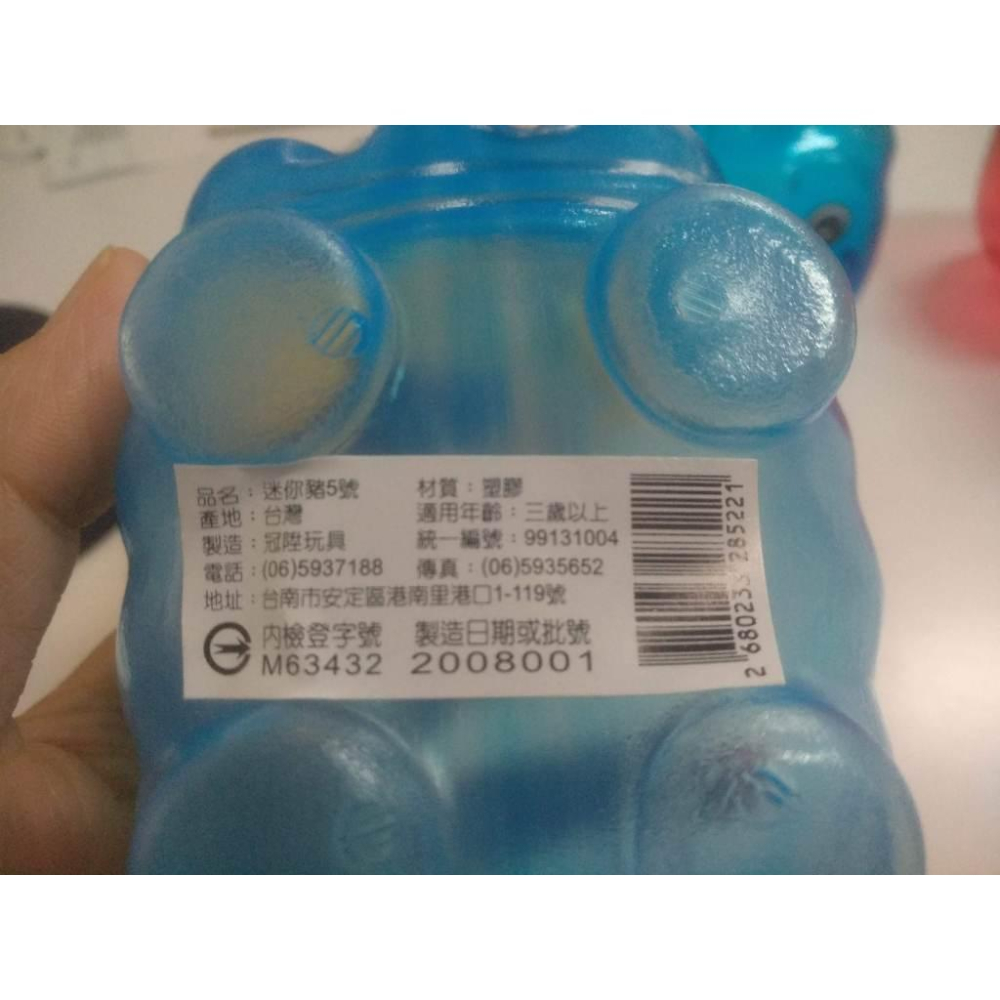 品名：迷你豬5號 材質：塑膠
產地：台灣 適用年齡：三歲以上
製造：冠陞玩具 統一編號：99131004
電話：(06)5937188 傳真：(06)5935652
地址：台南市安定區港南里港口1-119號
內檢登字號 製造日期或批號
M63432 2008001
2 680233 285221